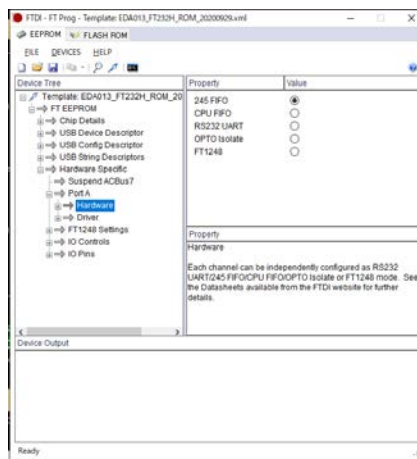 FTDI - FT Prog - Template: EDA013_FT232H_ROM_20200929.xml
EEPROM
FLASH ROM
FILE DEVICES HELP
Device Tree
Template: EDA013_FT232H_ROM_20
FT EEPROM
Chip Details
USB Device Descriptor
USB Config Descriptor
USB String Descriptors
Hardware Specific
Suspend ACBus7
Port A
Hardware
Driver
FT1248 Settings
IO Controls
IO Pins
Property Value
245 FIFO
CPU FIFO
RS232 UART
OPTO Isolate
FT1248
Property
Hardware
Each channel can be independently configured as RS232
UART/245 FIFO/CPU FIFO/OPTO Isolate or FT1248 mode. See
the Datasheets available from the FTDI website for further
details.
Device Output
Ready